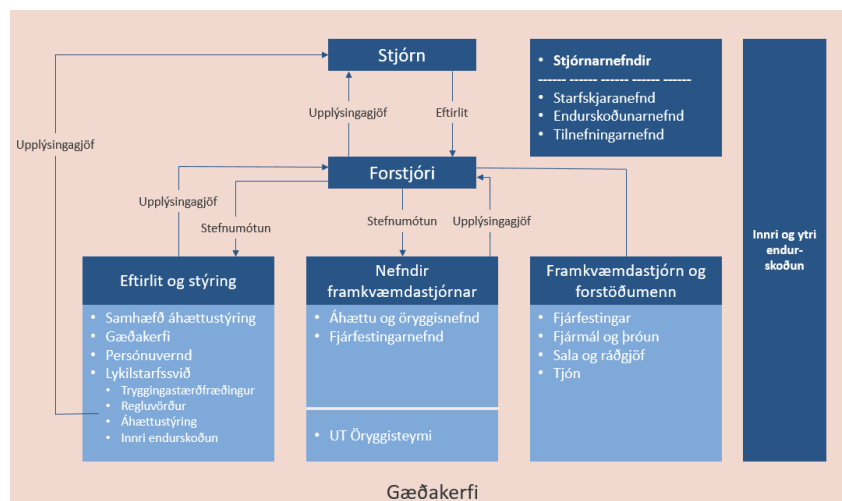 Stjórn
• Stjórnarnefndir
------ ------ ------ ------ ------
• Starfskjaranefnd
• Endurskoðunarnefnd
• Tilnefningarnefnd
Upplýsingagjöf
Upplýsingagjöf
Eftirlit
Forstjóri
Upplýsingagjöf
Stefnumótun
Stefnumótun
Upplýsingagjöf
Innri og ytri
endur-
skoðun
Eftirlit og stýring
• Samhæfð áhættustýring
• Gæðakerfi
• Persónuvernd
• Lykilstarfssvið
• Tryggingastærðfræðingur
• Regluvörður
• Áhættustýring
• Innri endurskoðun
Nefndir
framkvæmdastjórnar
• Áhættu og öryggisnefnd
• Fjárfestingarnefnd
• UT Öryggisteymi
Framkvæmdastjórn og
forstöðumenn
• Fjárfestingar
• Fjármál og þróun
• Sala og ráðgjöf
• Tjón
Gæðakerfi